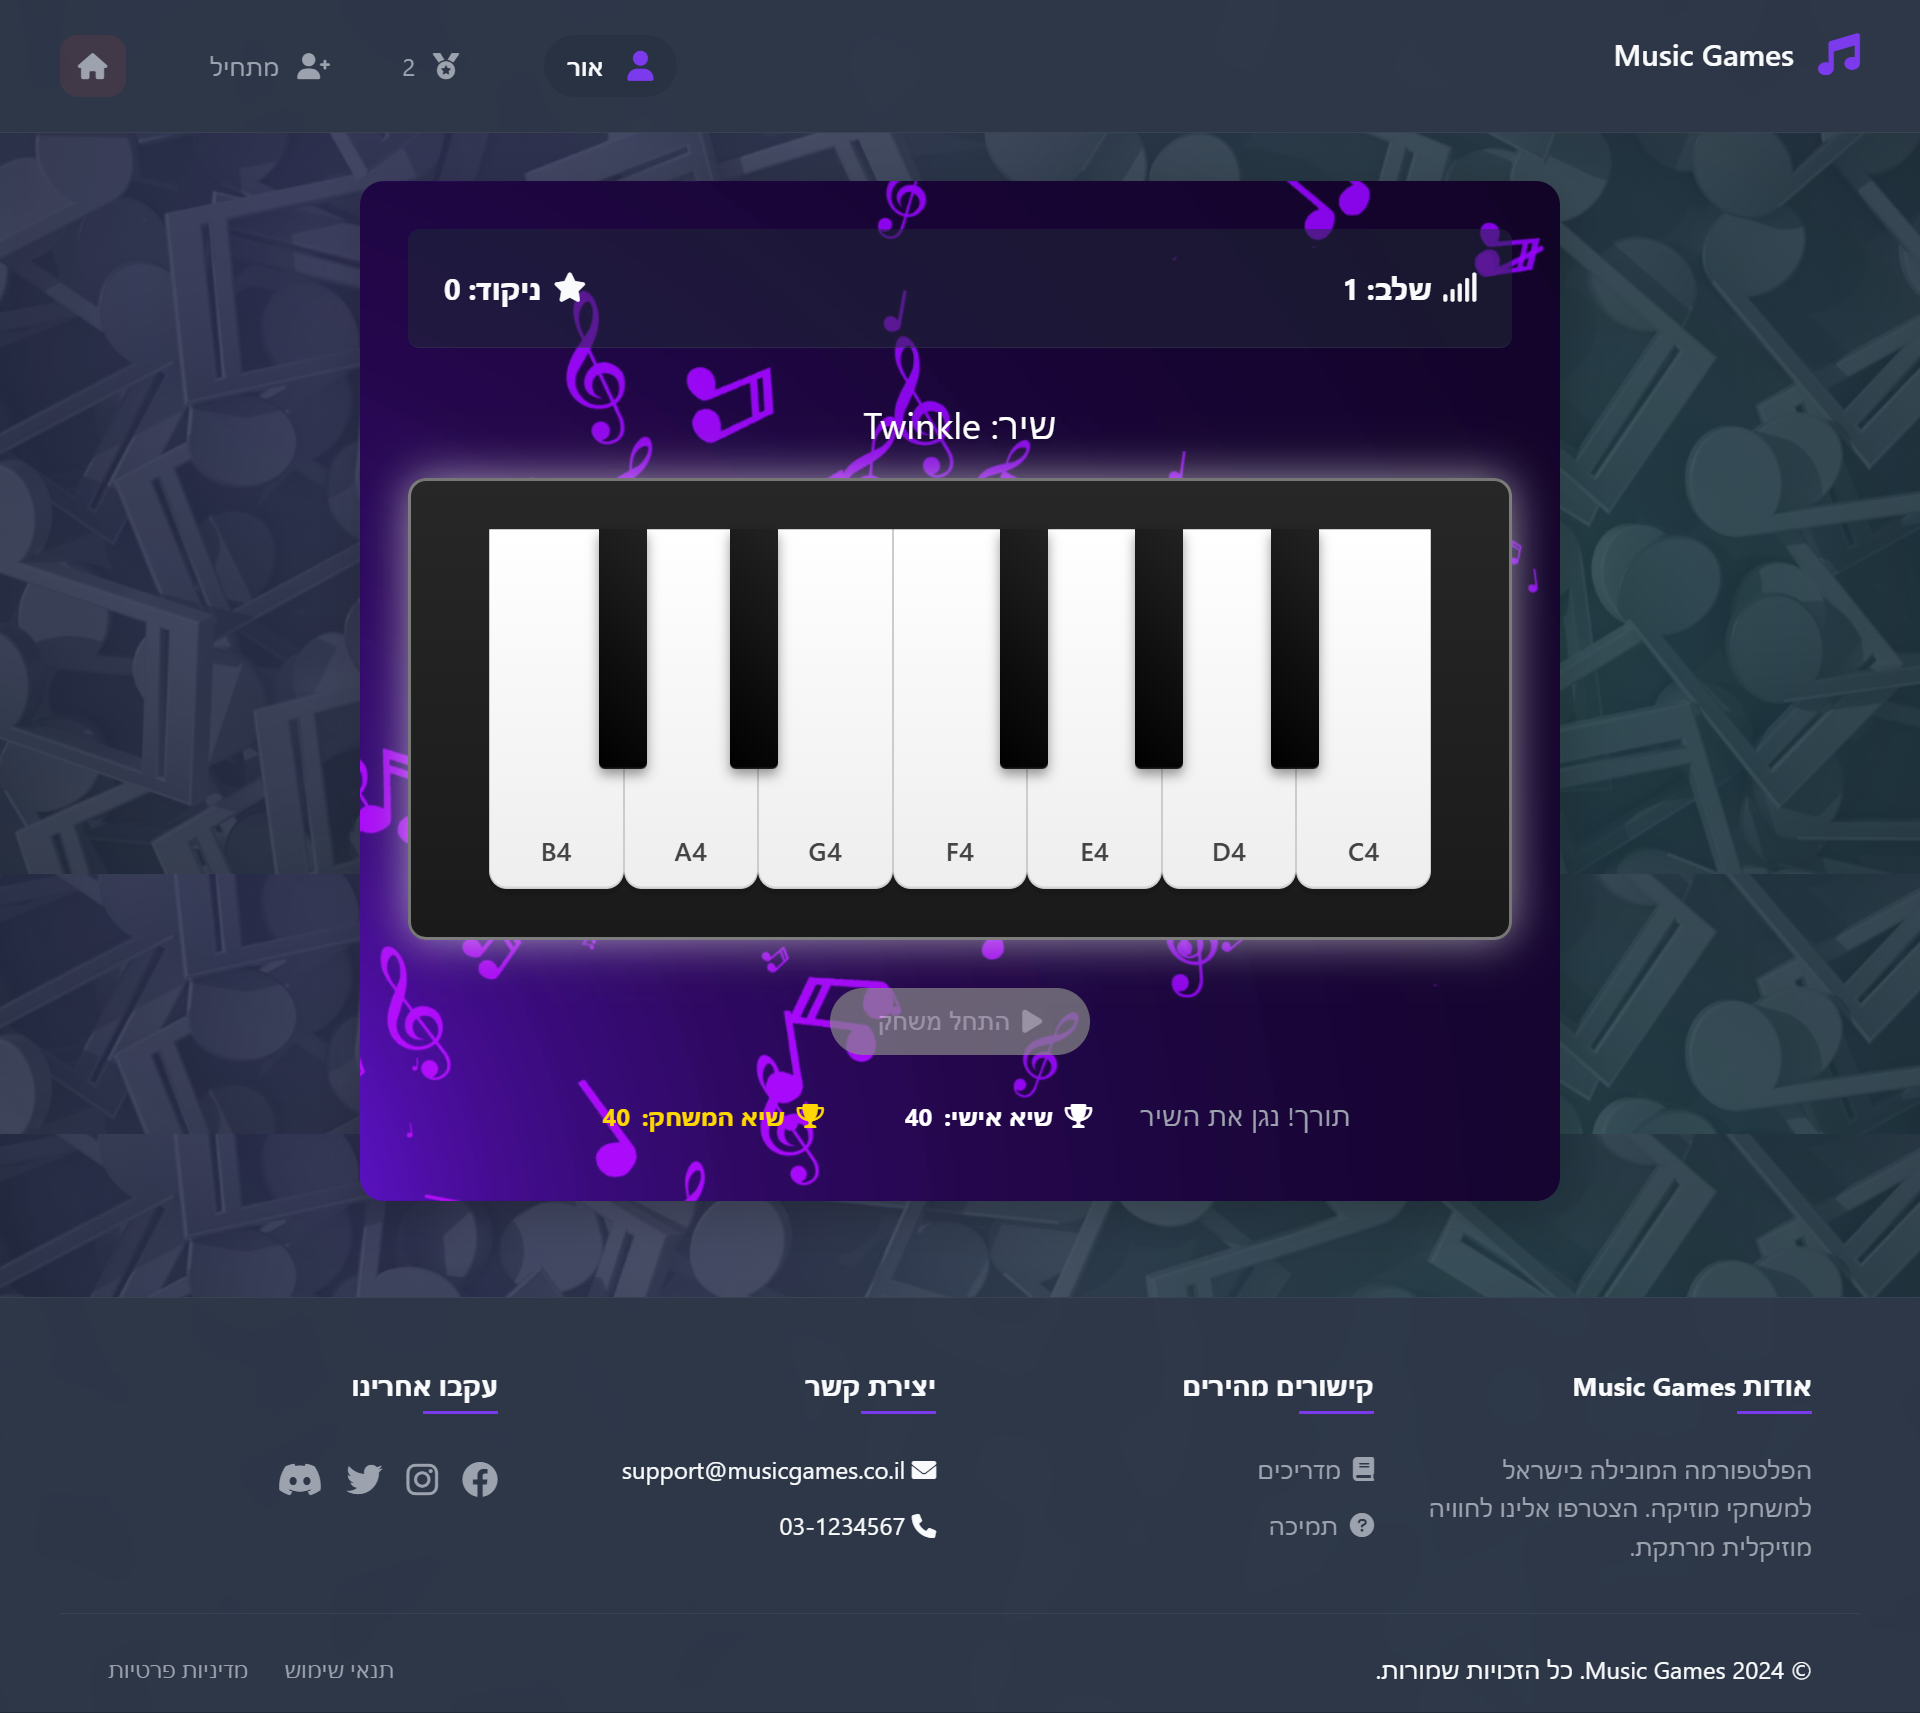 Music Games
אור
2
מתחיל
שלב: 1
ניקוד: 0
שיר: Twinkle
B4 A4 G4 F4 E4 D4 C4
התחל משחק
תורך! נגן את השיר
שיא אישי: 40
שיא המשחק: 40
אודות Music Games
הפלטפורמה המובילה בישראל
למשחקי מוזיקה. הצטרפו אלינו לחוויה
מוזיקלית מרתקת.
קישורים מהירים
מדריכים
תמיכה
יצירת קשר
support@musicgames.co.il
03-1234567
עקבו אחרינו
© 2024 Music Games. כל הזכויות שמורות.
תנאי שימוש
מדיניות פרטיות